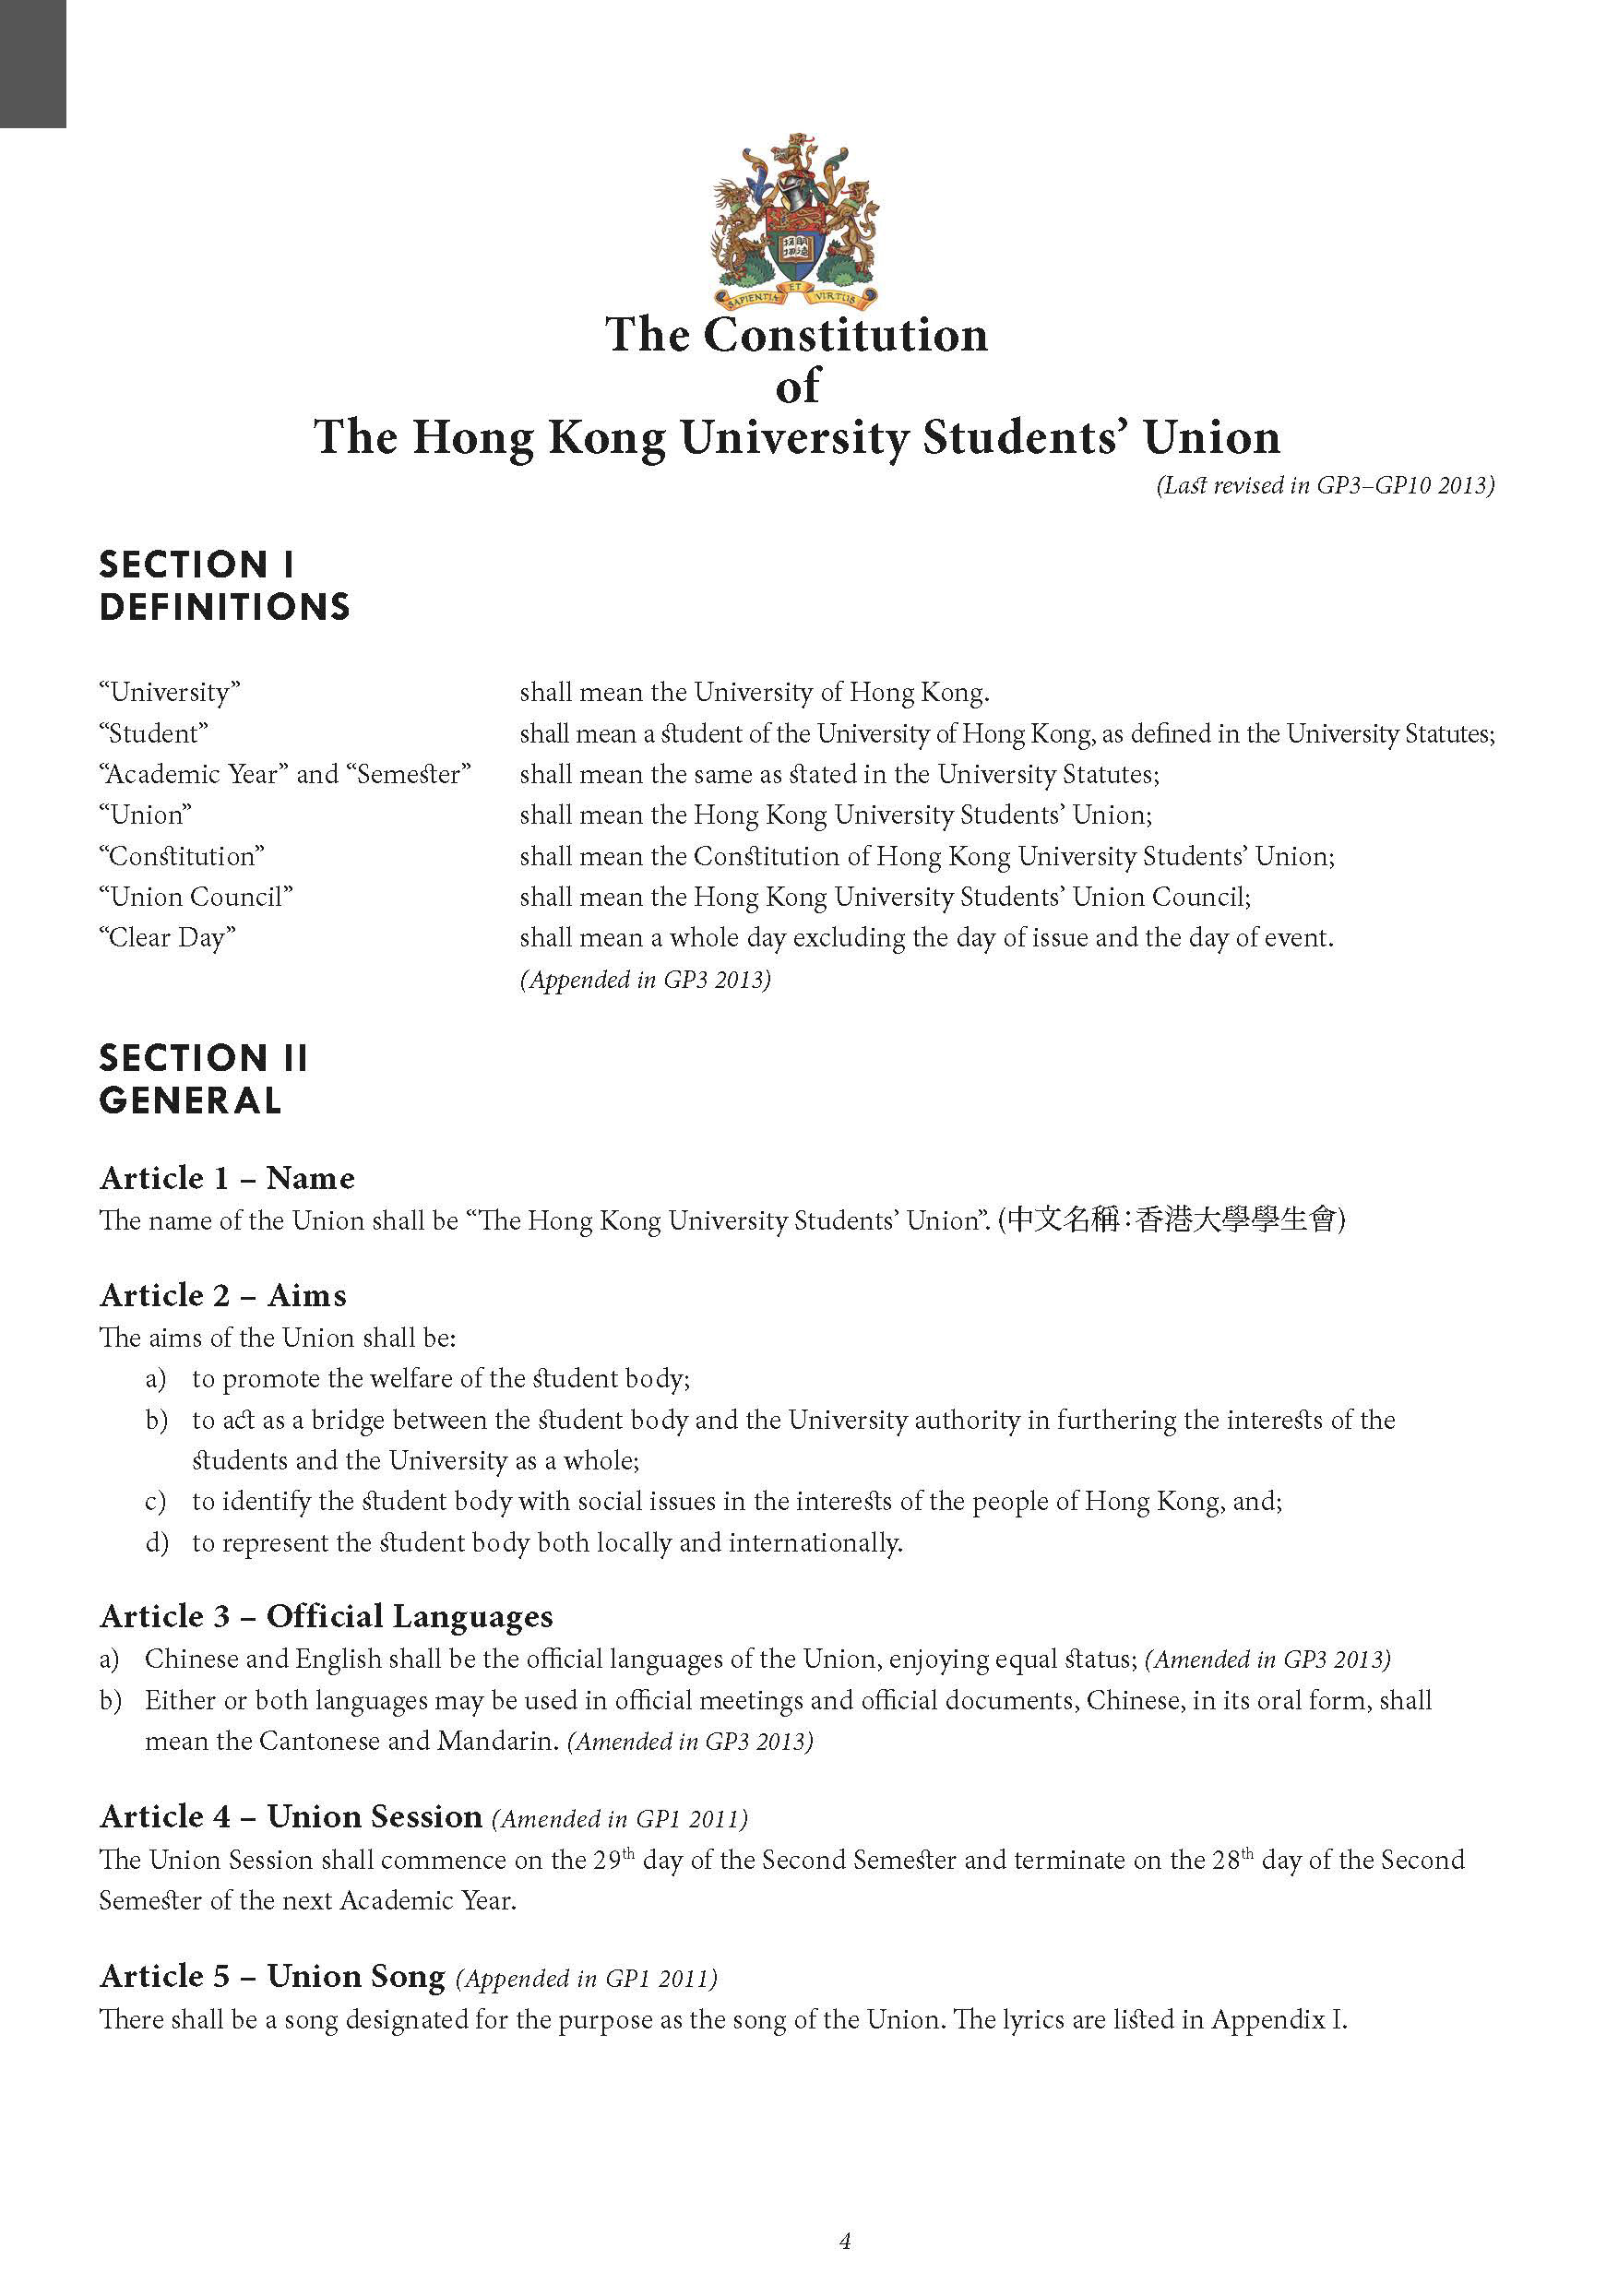 明德
格物
SAPIENTIA ET VIRTUS
The Constitution
of
The Hong Kong University Students’ Union
(Last revised in GP3–GP10 2013)
SECTION I
DEFINITIONS
“University” shall mean the University of Hong Kong.
“Student” shall mean a student of the University of Hong Kong, as defined in the University Statutes;
“Academic Year” and “Semester” shall mean the same as stated in the University Statutes;
“Union” shall mean the Hong Kong University Students’ Union;
“Constitution” shall mean the Constitution of Hong Kong University Students’ Union;
“Union Council” shall mean the Hong Kong University Students’ Union Council;
“Clear Day” shall mean a whole day excluding the day of issue and the day of event.
(Appended in GP3 2013)
SECTION II
GENERAL
Article 1 – Name
The name of the Union shall be “The Hong Kong University Students’ Union”. (中文名稱：香港大學學生會)
Article 2 – Aims
The aims of the Union shall be:
a) to promote the welfare of the student body;
b) to act as a bridge between the student body and the University authority in furthering the interests of the
students and the University as a whole;
c) to identify the student body with social issues in the interests of the people of Hong Kong, and;
d) to represent the student body both locally and internationally.
Article 3 – Official Languages
a) Chinese and English shall be the official languages of the Union, enjoying equal status; (Amended in GP3 2013)
b) Either or both languages may be used in official meetings and official documents, Chinese, in its oral form, shall
mean the Cantonese and Mandarin. (Amended in GP3 2013)
Article 4 – Union Session (Amended in GP1 2011)
The Union Session shall commence on the 29th day of the Second Semester and terminate on the 28th day of the Second
Semester of the next Academic Year.
Article 5 – Union Song (Appended in GP1 2011)
There shall be a song designated for the purpose as the song of the Union. The lyrics are listed in Appendix I.
4